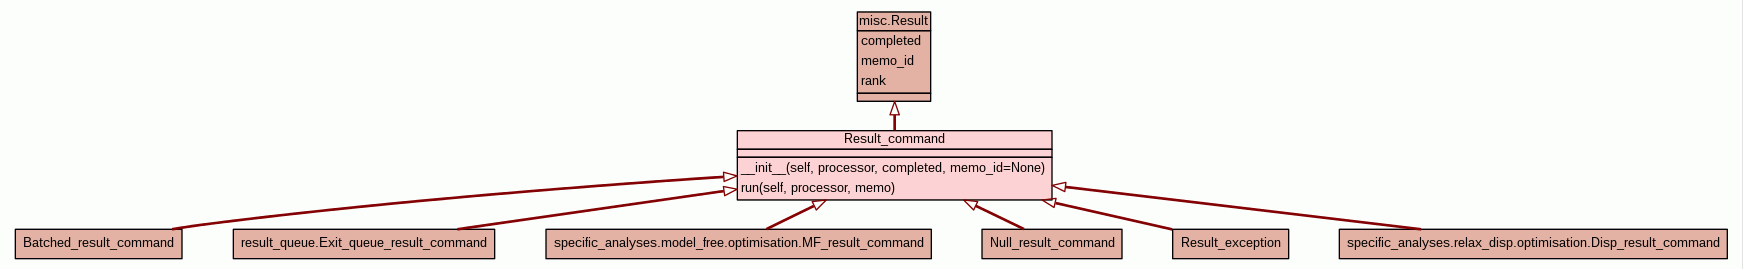 misc.Result
completed
memo_id
rank
Result_command
__init__(self, processor, completed, memo_id=None)
run(self, processor, memo)
Batched_result_command
result_queue.Exit_queue_result_command
specific_analyses.model_free.optimisation.MF_result_command
Null_result_command
Result_exception
specific_analyses.relax_disp.optimisation.Disp_result_command